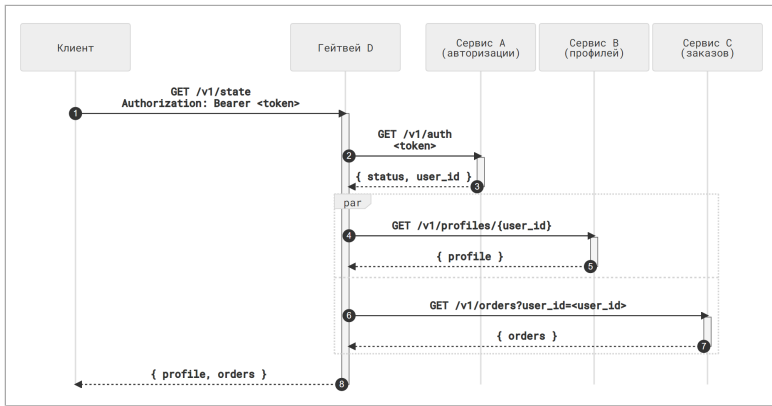 Клиент
Гейтвей D
Сервис A
(авторизации)
Сервис B
(профилей)
Сервис C
(заказов)
GET /v1/state
Authorization: Bearer <token>
1
GET /v1/auth
<token>
2
{ status, user_id }
3
par
GET /v1/profiles/{user_id}
4
{ profile }
5
GET /v1/orders?user_id=<user_id>
6
{ orders }
7
{ profile, orders }
8